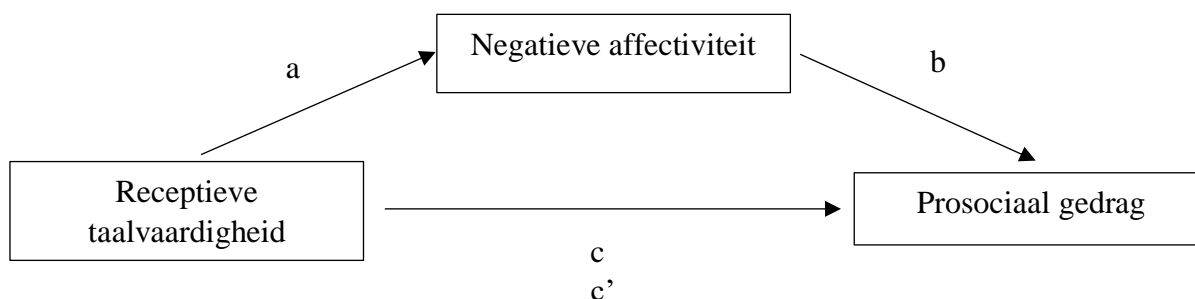 Negatieve affectiviteit
a
b
Receptieve
taalvaardigheid
Prosociaal gedrag
c
c’